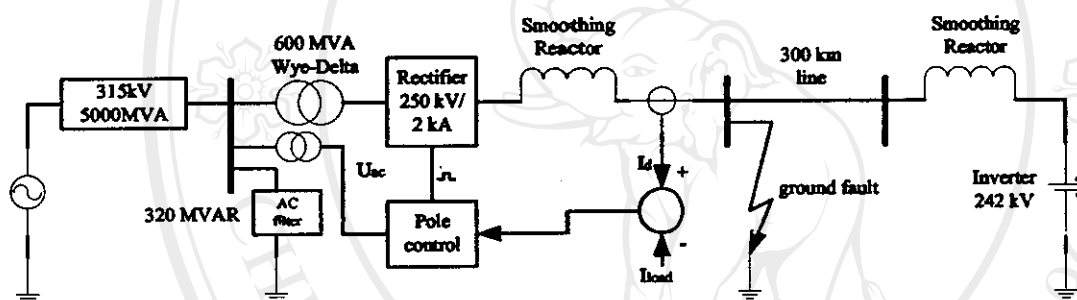 Smoothing
Reactor
Smoothing
Reactor
600 MVA
Wye-Delta
300 km
line
315kV
5000MVA
Rectifier
250 kV/
2 kA
Uac
Id
+
ground fault
Inverter
242 kV
320 MVAR
AC
filter
Pole
control
-
Iload